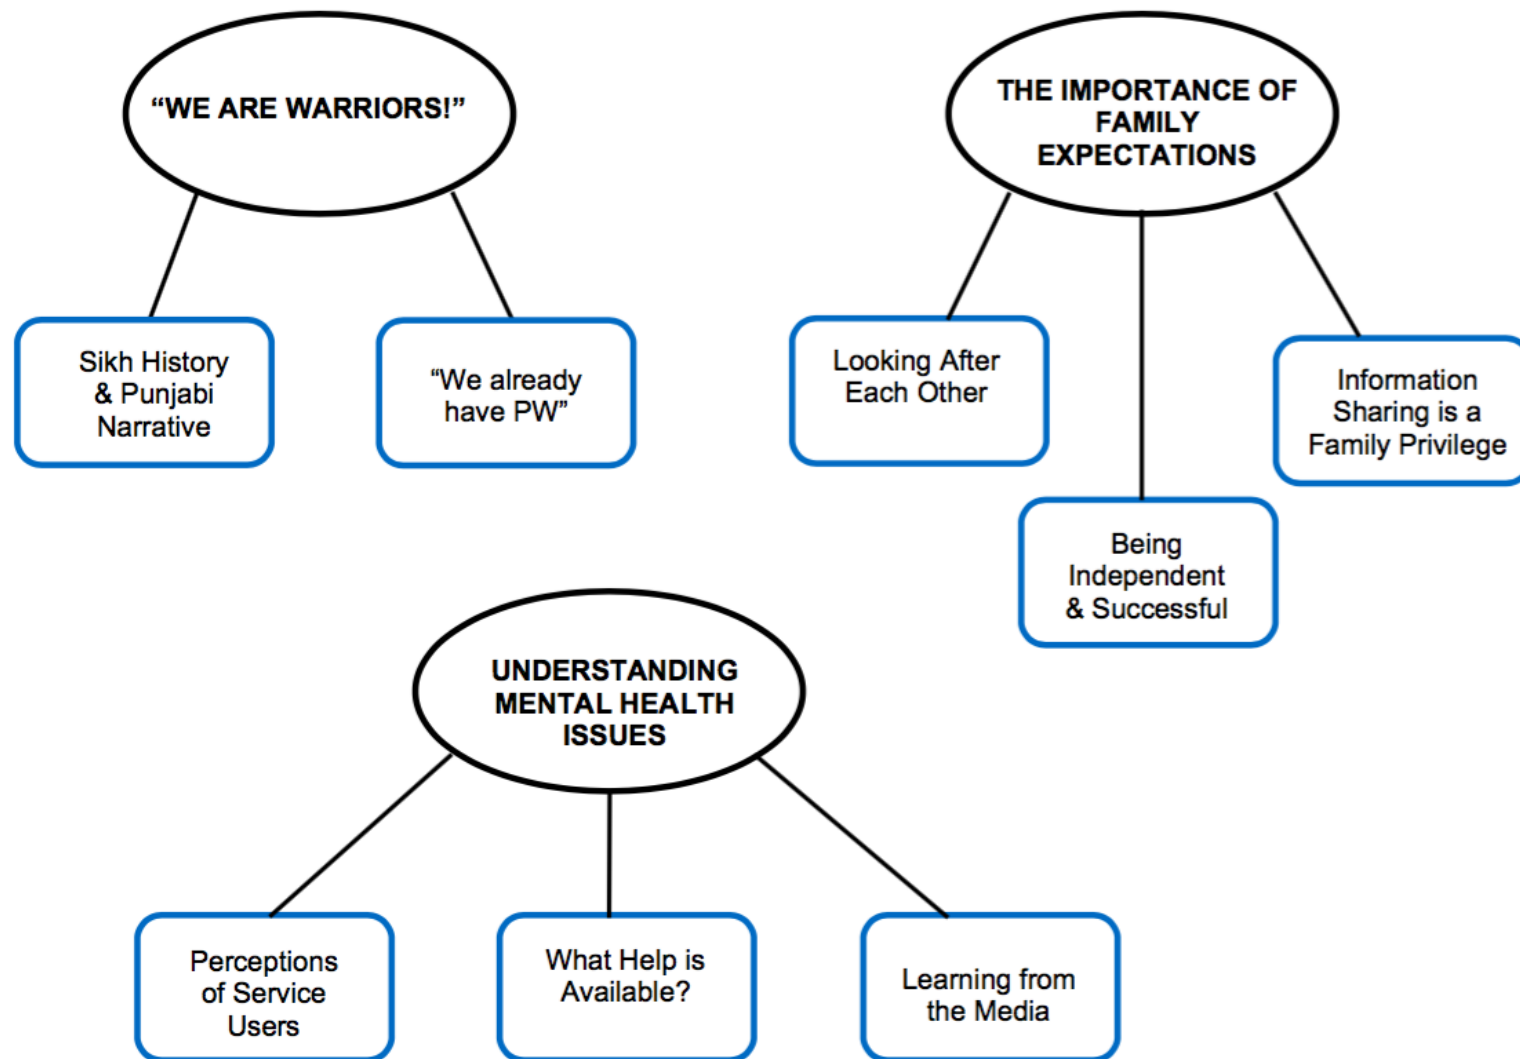 “WE ARE WARRIORS!”
THE IMPORTANCE OF
FAMILY
EXPECTATIONS
Sikh History
& Punjabi
Narrative
“We already
have PW”
Looking After
Each Other
Being
Independent
& Successful
Information
Sharing is a
Family Privilege
UNDERSTANDING
MENTAL HEALTH
ISSUES
Perceptions
of Service
Users
What Help is
Available?
Learning from
the Media